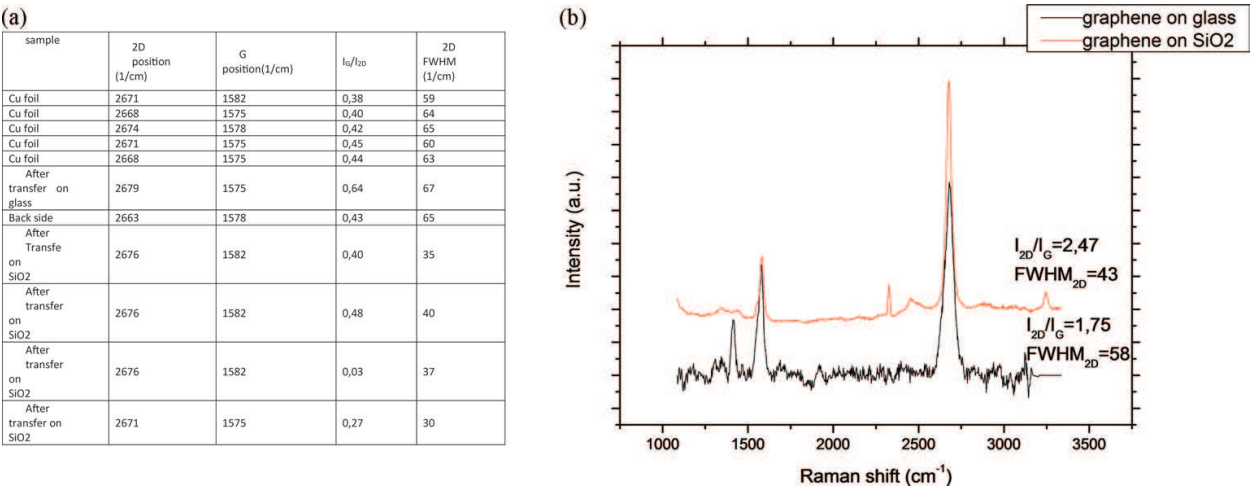 (a)
sample
2D
position
(1/cm)
G
position(1/cm)
IG/I2D
2D
FWHM
(1/cm)
Cu foil 2671 1582 0,38 59
Cu foil 2668 1575 0,40 64
Cu foil 2674 1578 0,42 65
Cu foil 2671 1575 0,45 60
Cu foil 2668 1575 0,44 63
After
transfer on
glass
2679 1575 0,64 67
Back side 2663 1578 0,43 65
After
Transfe
on
SiO2
2676 1582 0,40 35
After
transfer
on
SiO2
2676 1582 0,48 40
After
transfer
on
SiO2
2676 1582 0,03 37
After
transfer on
SiO2
2671 1575 0,27 30
(b)
graphene on glass
graphene on SiO2
Intensity (a.u.)
I2D/IG=2,47
FWHM2D=43
I2D/IG=1,75
FWHM2D=58
1000 1500 2000 2500 3000 3500
Raman shift (cm-1)